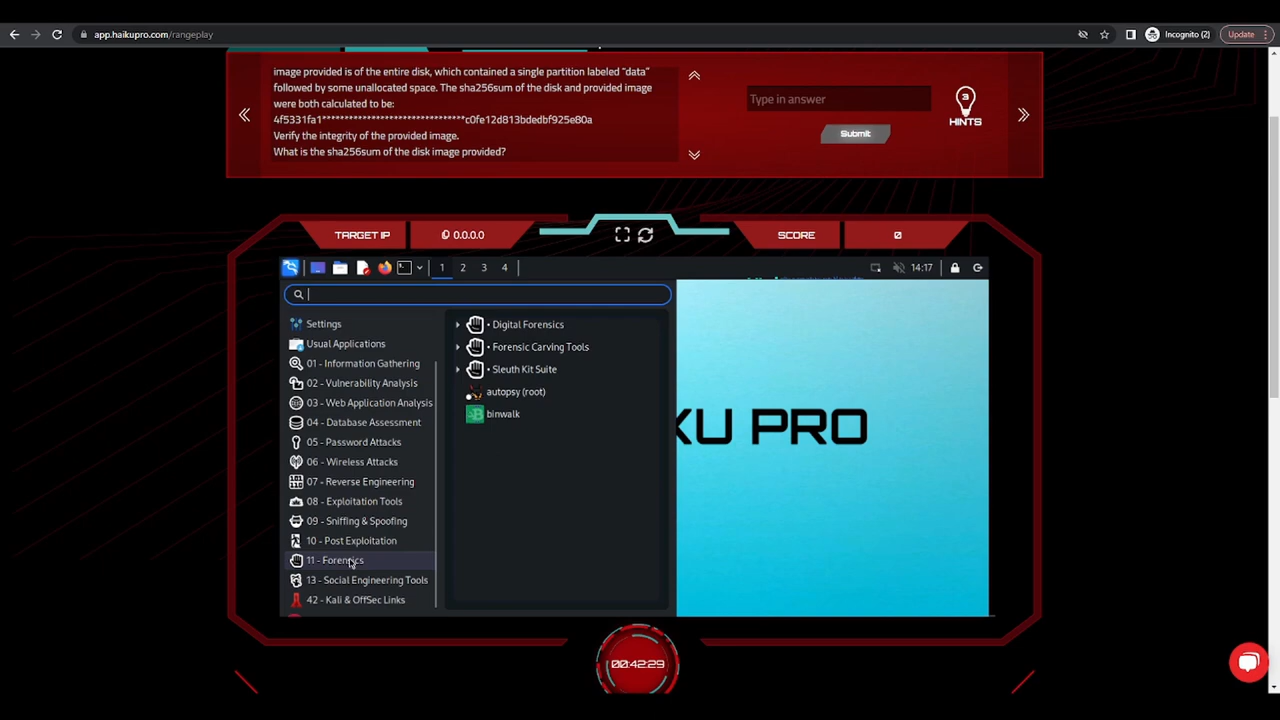 app.haikupro.com/rangeplay
Incognito (2)
Update
image provided is of the entire disk, which contained a single partition labeled "data"
followed by some unallocated space. The sha256sum of the disk and provided image
were both calculated to be:
4f5331fa1********************************c0fe12d813bdedbf925e80a
Verify the integrity of the provided image.
What is the sha256sum of the disk image provided?
Type in answer
Submit
3
HINTS
TARGET IP
0.0.0.0
SCORE
0
1
2
3
4
14:17
Settings
Usual Applications
01 - Information Gathering
02 - Vulnerability Analysis
03 - Web Application Analysis
04 - Database Assessment
05 - Password Attacks
06 - Wireless Attacks
07 - Reverse Engineering
08 - Exploitation Tools
09 - Sniffing & Spoofing
10 - Post Exploitation
11 - Forensics
13 - Social Engineering Tools
42 - Kali & OffSec Links
• Digital Forensics
• Forensic Carving Tools
• Sleuth Kit Suite
autopsy (root)
binwalk
KU PRO
00:42:29